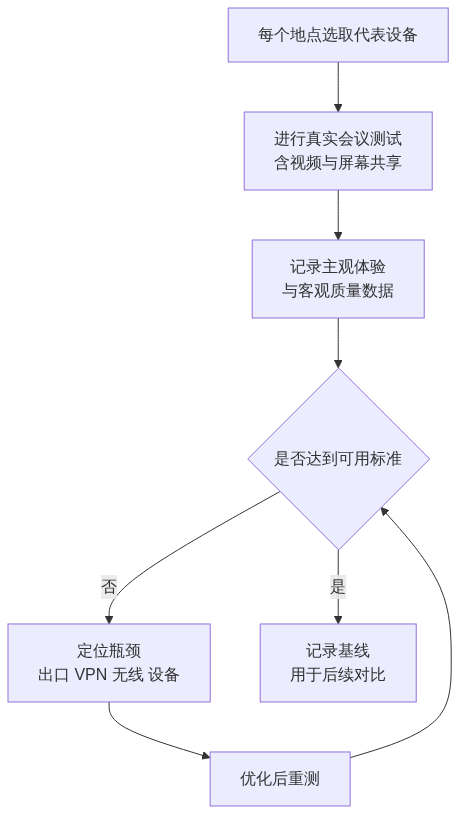 每个地点选取代表设备
进行真实会议测试
含视频与屏幕共享
记录主观体验
与客观质量数据
是否达到可用标准
否
是
定位瓶颈
出口 VPN 无线 设备
记录基线
用于后续对比
优化后重测